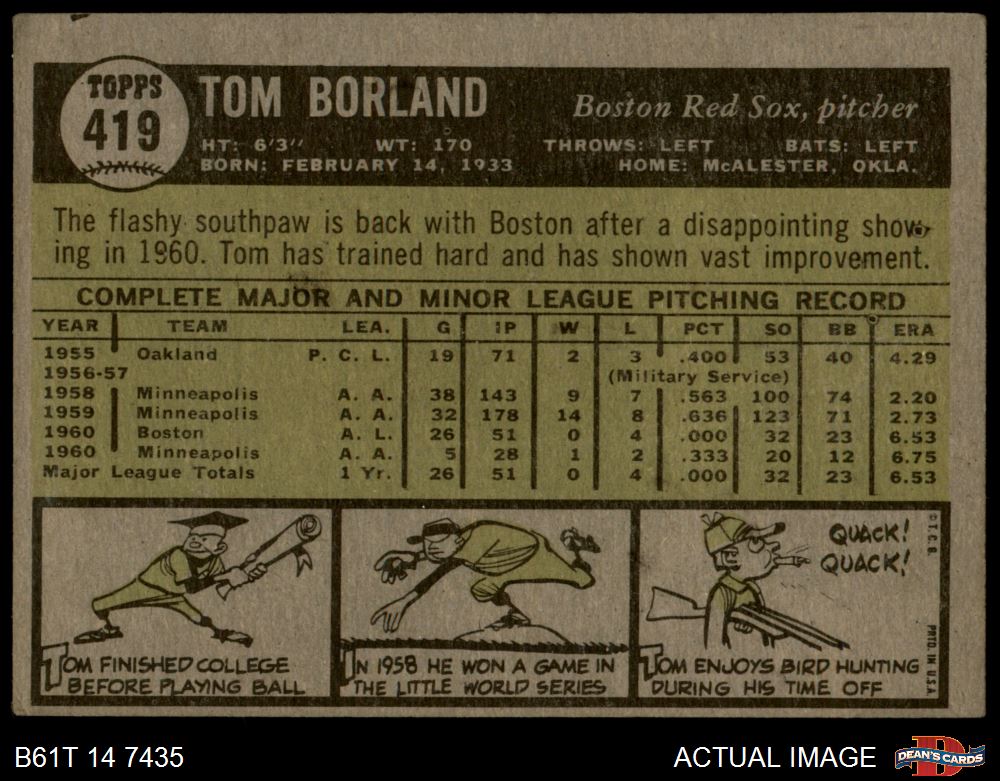 TOPPS
419
TOM BORLAND
Boston Red Sox, pitcher
HT: 6'3" WT: 170 THROWS: LEFT BATS: LEFT
BORN: FEBRUARY 14, 1933 HOME: McALESTER, OKLA.
The flashy southpaw is back with Boston after a disappointing show-
ing in 1960. Tom has trained hard and has shown vast improvement.
COMPLETE MAJOR AND MINOR LEAGUE PITCHING RECORD
YEAR TEAM LEA. G IP W L PCT SO BB ERA
1955 Oakland P. C. L. 19 71 2 3 .400 53 40 4.29
1956-57 (Military Service)
1958 Minneapolis A. A. 38 143 9 7 .563 100 74 2.20
1959 Minneapolis A. A. 32 178 14 8 .636 123 71 2.73
1960 Boston A. L. 26 51 0 4 .000 32 23 6.53
1960 Minneapolis A. A. 5 28 1 2 .333 20 12 6.75
Major League Totals 1 Yr. 26 51 0 4 .000 32 23 6.53
TOM FINISHED COLLEGE
BEFORE PLAYING BALL
IN 1958 HE WON A GAME IN
THE LITTLE WORLD SERIES
QUACK!
QUACK!
TOM ENJOYS BIRD HUNTING
DURING HIS TIME OFF
© T.C.G.
PRTD. IN U.S.A.
B61T 14 7435
ACTUAL IMAGE
D
DEAN'S CARDS